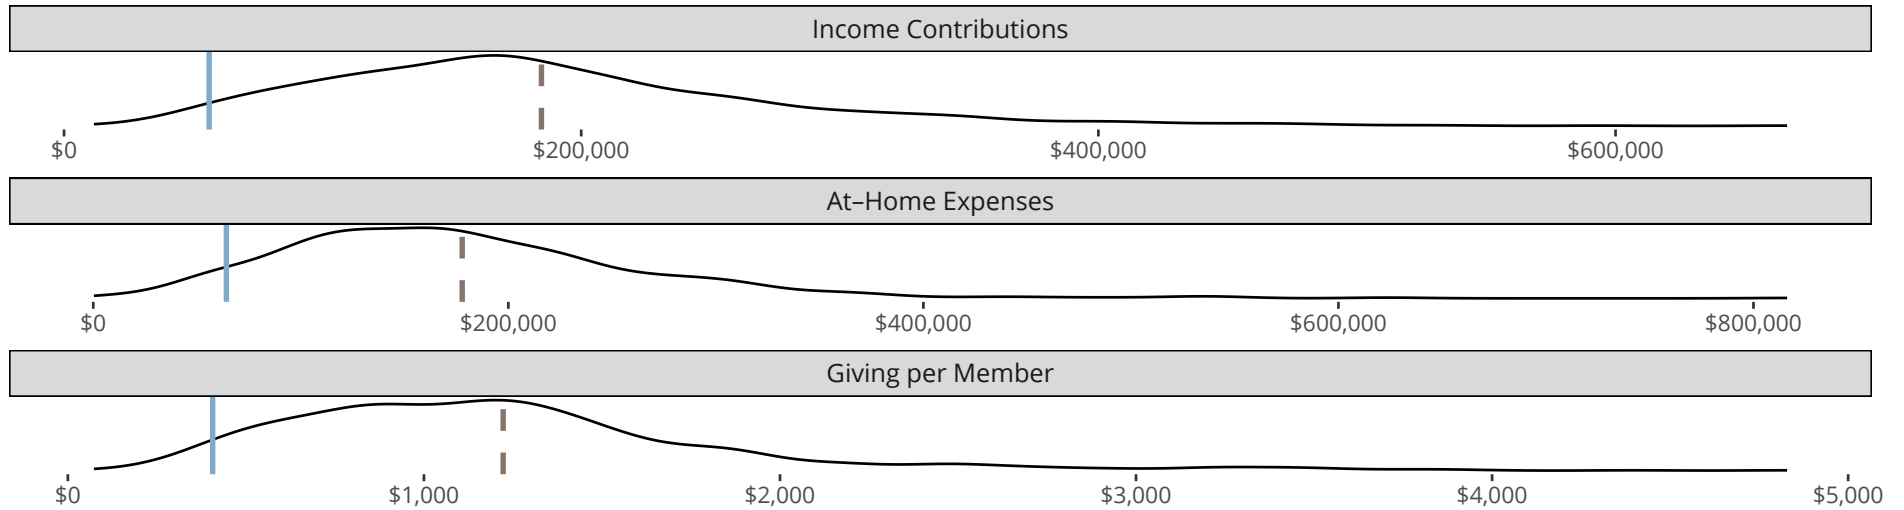 Income Contributions
$0 $200,000 $400,000 $600,000
At–Home Expenses
$0 $200,000 $400,000 $600,000 $800,000
Giving per Member
$0 $1,000 $2,000 $3,000 $4,000 $5,000